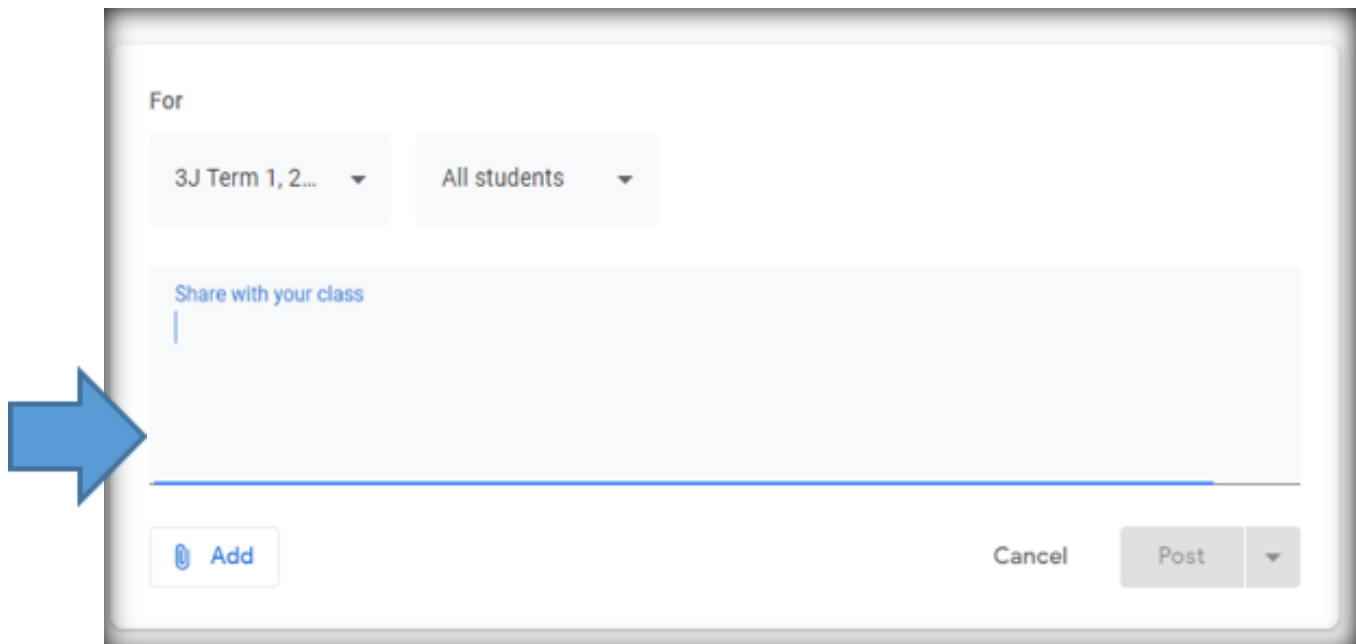 For
3J Term 1, 2... All students
Share with your class
Add Cancel Post